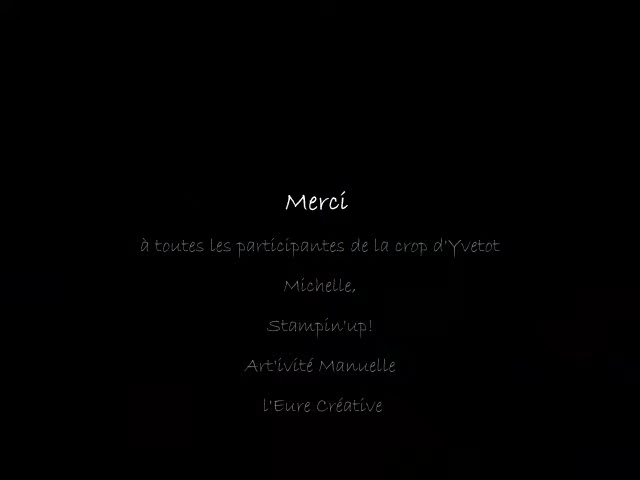 Merci
à toutes les participantes de la crop d'Yvetot
Michelle,
Stampin'up!
Art'ivité Manuelle
l'Eure Créative